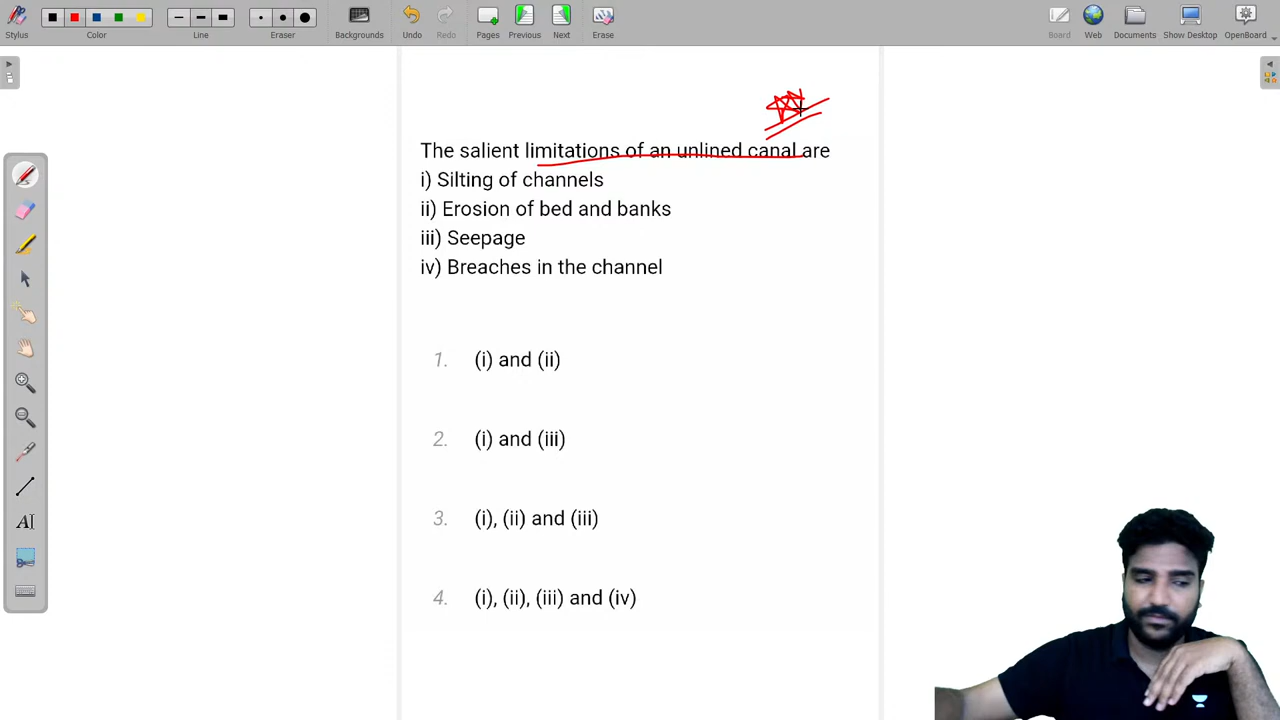 Stylus
Color
Line
Eraser
Backgrounds
Undo
Redo
Pages
Previous
Next
Erase
Board
Web
Documents
Show Desktop
OpenBoard
The salient limitations of an unlined canal are
i) Silting of channels
ii) Erosion of bed and banks
iii) Seepage
iv) Breaches in the channel
1. (i) and (ii)
2. (i) and (iii)
3. (i), (ii) and (iii)
4. (i), (ii), (iii) and (iv)